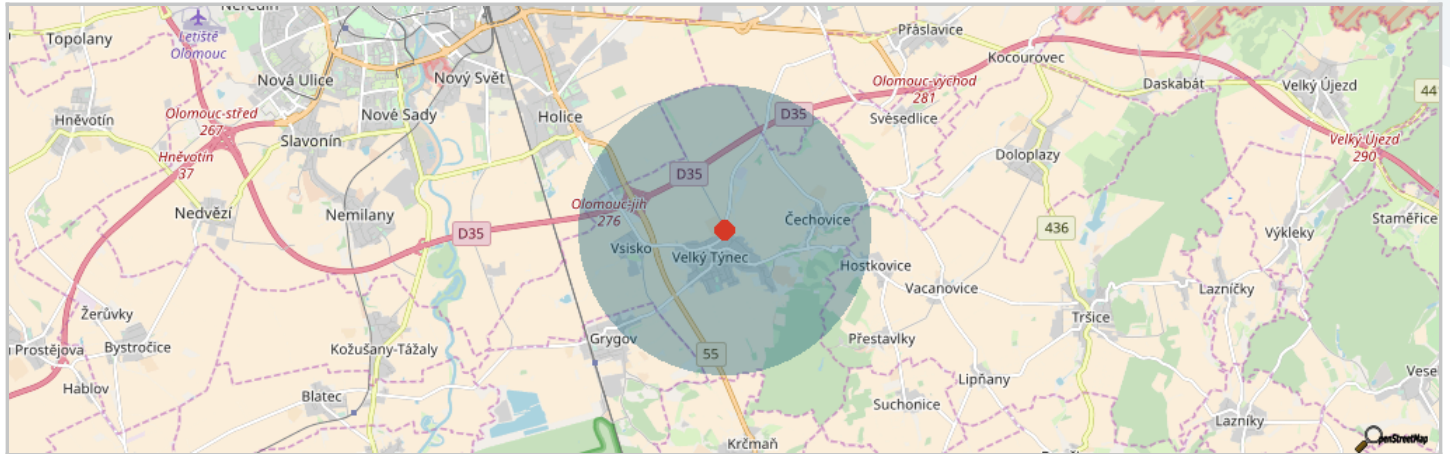 Neředín
Topolany
Letiště
Olomouc
Přáslavice
Kocourovec
Nová Ulice
Nový Svět
Olomouc-východ
281
Daskabát
Velký Újezd
44
Hněvotín
Olomouc-střed
267
Nové Sady
Holice
D35
Svésedlice
Slavonín
Velký Újezd
290
Hněvotín
37
Doloplazy
D35
Nedvězí
Nemilany
Olomouc-jih
276
Čechovice
Staměřice
D35
436
Výkleky
Vsisko
Velký Týnec
Hostkovice
Vacanovice
Lazníčky
Žerůvky
Tršice
u Prostějova
Bystročice
Kožušany-Tážaly
Grygov
55
Přestavlky
Hablov
Lipňany
Vesel
Blatec
Suchonice
Lazníky
Krčmaň
penStreetMap